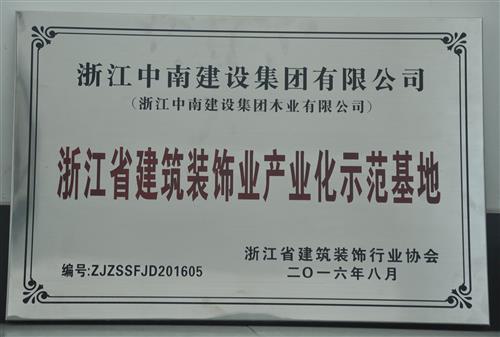 浙江中南建设集团有限公司
（浙江中南建设集团木业有限公司）
浙江省建筑装饰业产业化示范基地
浙江省建筑装饰行业协会
编号:ZJZSSFJD201605
二〇一六年八月